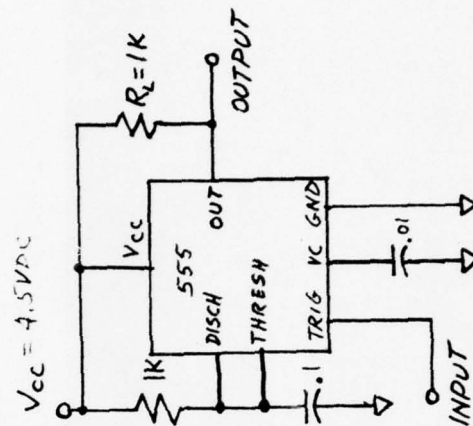 Vcc = 4.5VDC
1K
RL=1K
Vcc
555
DISCH
THRESH
OUT
OUTPUT
TRIG
VC
GND
.1
.01
INPUT